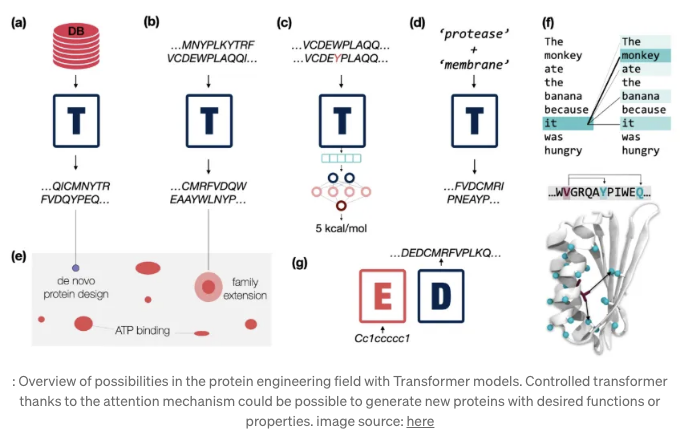 (a)
DB
T
...QICMNYTR
FVDQYPEQ...
(b)
...MNYPLKYTRF
VCDEWPLAQQI...
T
...CMRFVDQW
EAAYWLNYP...
(c)
...VCDEWPLAQQ...
...VCDEYPLAQQ...
T
5 kcal/mol
(d)
‘protease’
+
‘membrane’
T
...FVDCMRI
PNEAYP...
(e)
de novo
protein design
ATP binding
family
extension
(f)
The The
monkey monkey
ate ate
the the
banana banana
because because
it it
was was
hungry hungry
...WVGRQAYPIWEQ...
(g)
...DEDCMRFVPLKQ...
E D
Cc1ccccc1
: Overview of possibilities in the protein engineering field with Transformer models. Controlled transformer
thanks to the attention mechanism could be possible to generate new proteins with desired functions or
properties. image source: here